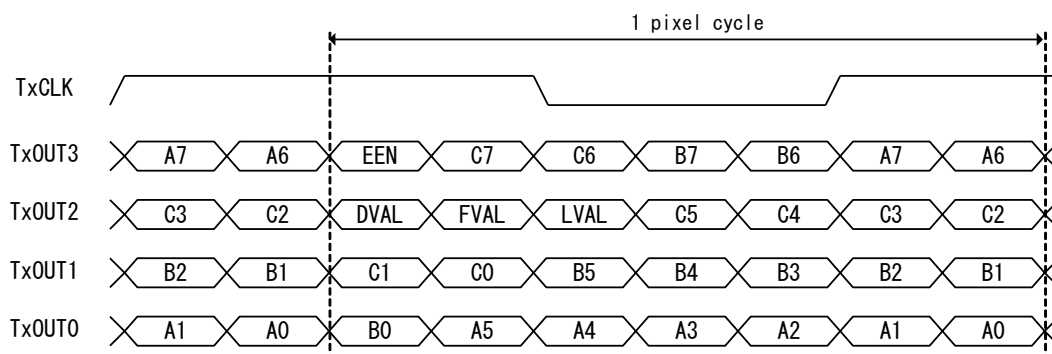 1 pixel cycle
TxCLK
TxOUT3 A7 A6 EEN C7 C6 B7 B6 A7 A6
TxOUT2 C3 C2 DVAL FVAL LVAL C5 C4 C3 C2
TxOUT1 B2 B1 C1 C0 B5 B4 B3 B2 B1
TxOUT0 A1 A0 B0 A5 A4 A3 A2 A1 A0